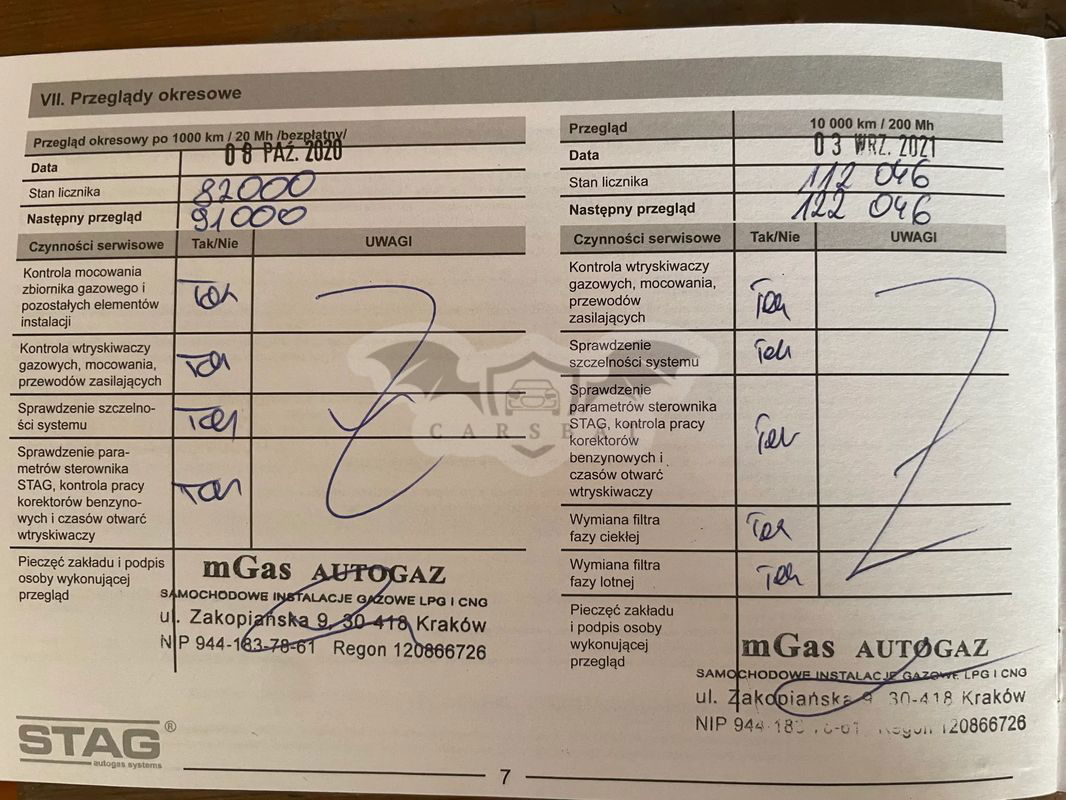 VII. Przeglądy okresowe
Przegląd okresowy po 1000 km / 20 Mh /bezpłatny/
Data 08 PAŹ. 2020
Stan licznika 82000
Następny przegląd 91000
Czynności serwisowe Tak/Nie UWAGI
Kontrola mocowania
zbiornika gazowego i
pozostałych elementów
instalacji Tak
Kontrola wtryskiwaczy
gazowych, mocowania,
przewodów zasilających Tak
Sprawdzenie szczelno-
ści systemu Tak
Sprawdzenie para-
metrów sterownika
STAG, kontrola pracy
korektorów benzyno-
wych i czasów otwarć
wtryskiwaczy Tak
Pieczęć zakładu i podpis
osoby wykonującej
przegląd
mGas AUTOGAZ
SAMOCHODOWE INSTALACJE GAZOWE LPG I CNG
ul. Zakopiańska 9, 30-418 Kraków
NIP 944-183-78-61 Regon 120866726
Przegląd 10 000 km / 200 Mh
Data 03 WRZ. 2021
Stan licznika 112 046
Następny przegląd 122 046
Czynności serwisowe Tak/Nie UWAGI
Kontrola wtryskiwaczy
gazowych, mocowania,
przewodów
zasilających Tak
Sprawdzenie
szczelności systemu Tak
Sprawdzenie
parametrów sterownika
STAG, kontrola pracy
korektorów
benzynowych i
czasów otwarć
wtryskiwaczy Tak
Wymiana filtra
fazy ciekłej Tak
Wymiana filtra
fazy lotnej Tak
Pieczęć zakładu
i podpis osoby
wykonującej
przegląd
mGas AUTOGAZ
SAMOCHODOWE INSTALACJE GAZOWE LPG I CNG
ul. Zakopiańska 9 30-418 Kraków
NIP 944-183-78-61 Regon 120866726
CARSEAT
STAG®
autogas systems
7